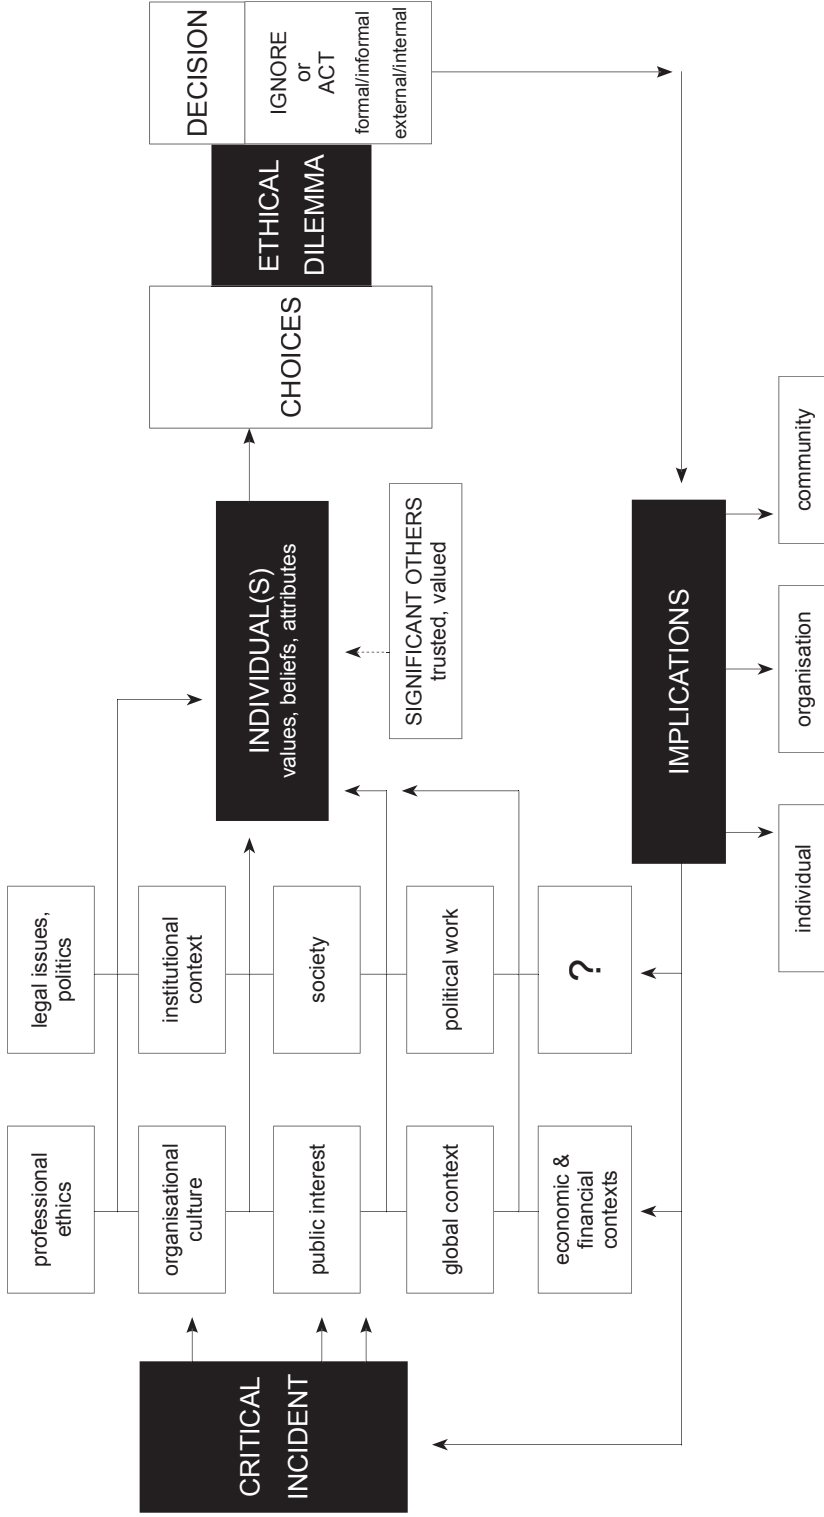 CRITICAL
INCIDENT
professional
ethics
organisational
culture
public interest
global context
economic &
financial
contexts
legal issues,
politics
institutional
context
society
political work
?
INDIVIDUAL(S)
values, beliefs, attributes
SIGNIFICANT OTHERS
trusted, valued
CHOICES
ETHICAL
DILEMMA
DECISION
IGNORE
or
ACT
formal/informal
external/internal
IMPLICATIONS
individual
organisation
community